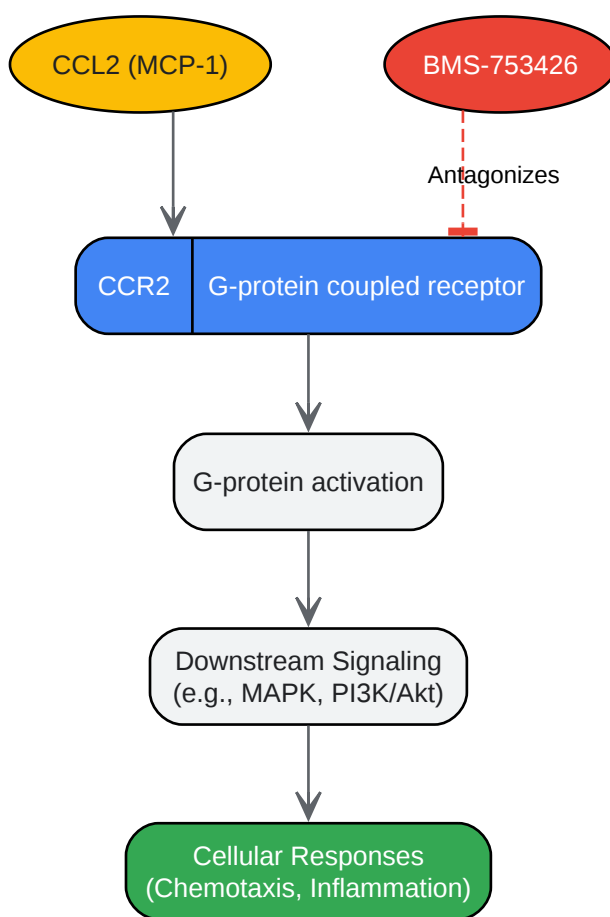 CCL2 (MCP-1)
BMS-753426
Antagonizes
CCR2
G-protein coupled receptor
G-protein activation
Downstream Signaling
(e.g., MAPK, PI3K/Akt)
Cellular Responses
(Chemotaxis, Inflammation)